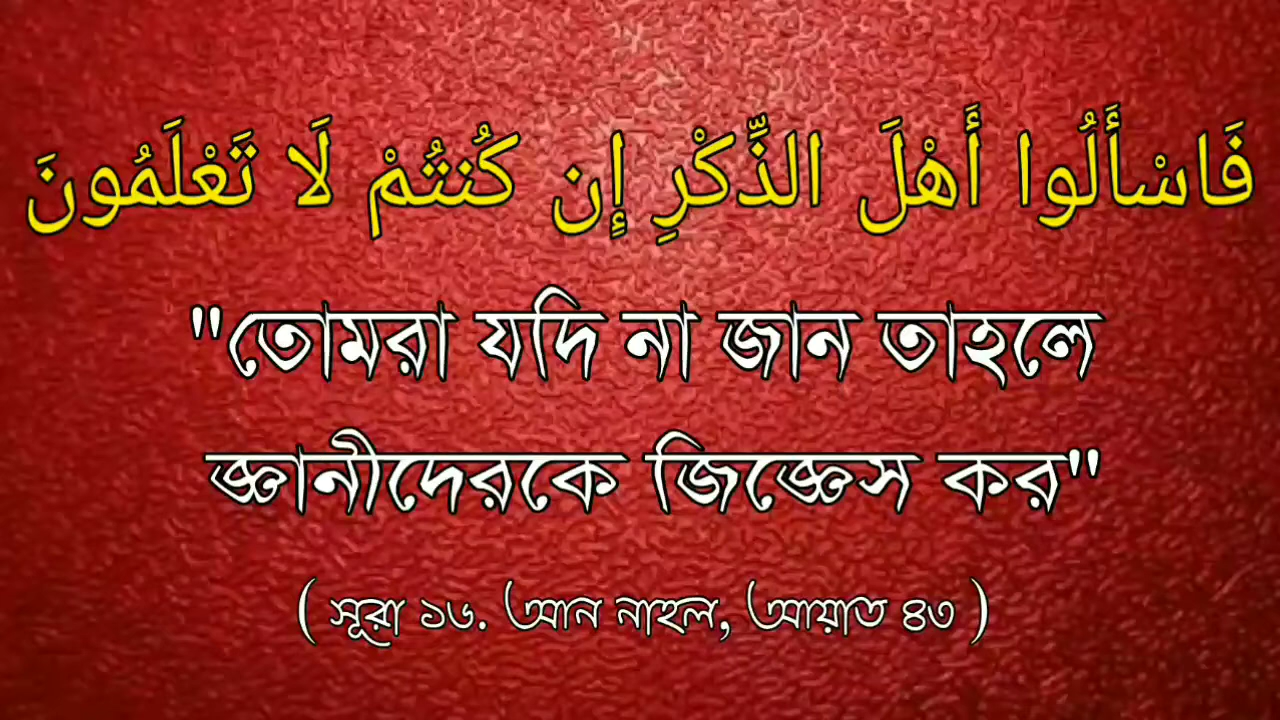 فَاسْأَلُوا أَهْلَ الذِّكْرِ إِن كُنتُمْ لَا تَعْلَمُونَ
"তোমরা যদি না জান তাহলে
জ্ঞানীদেরকে জিজ্ঞেস কর"
( সূরা ১৬. আন নাহল, আয়াত ৪৩ )